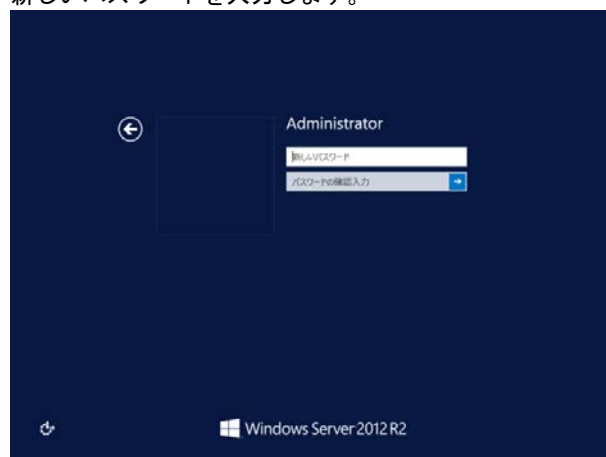 新しいパスワードを入力します。
Administrator
新しいパスワード
パスワードの確認入力
Windows Server 2012 R2